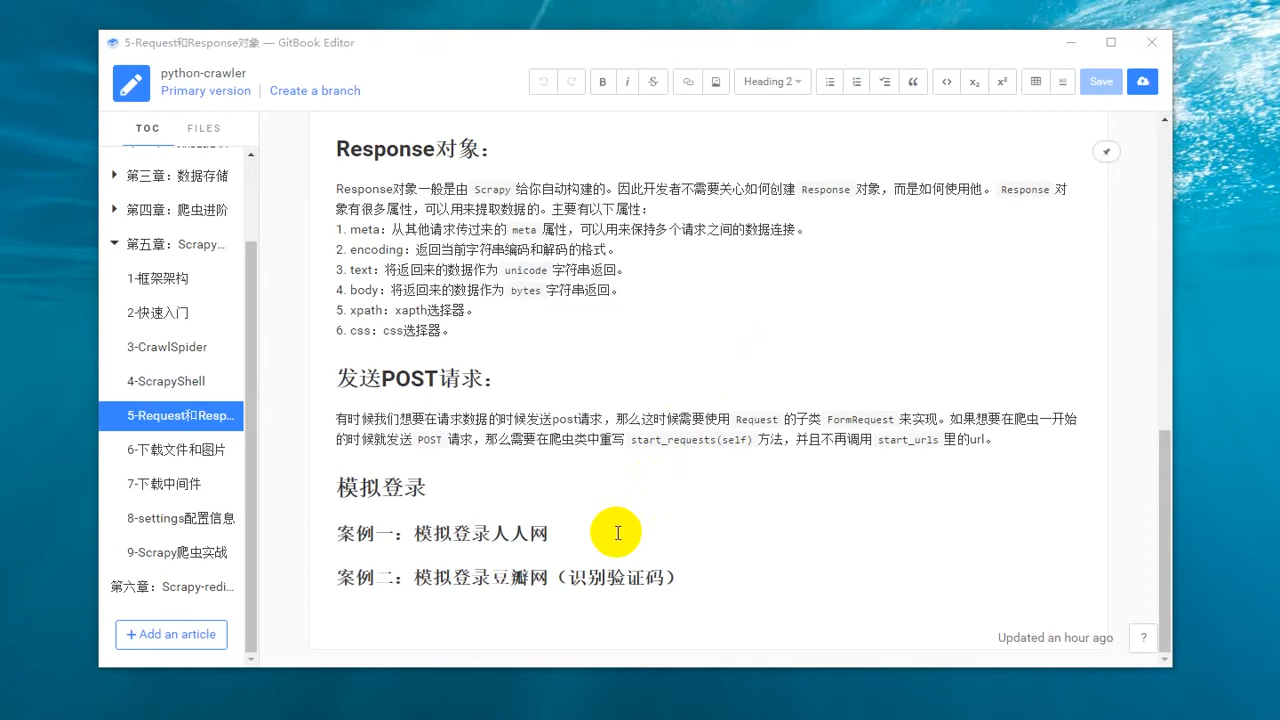 5-Request和Response对象 — GitBook Editor
python-crawler
Primary version
Create a branch
B
i
S
Heading 2
Save
TOC
FILES
第三章：数据存储
第四章：爬虫进阶
第五章：Scrapy...
1-框架架构
2-快速入门
3-CrawlSpider
4-ScrapyShell
5-Request和Resp...
6-下载文件和图片
7-下载中间件
8-settings配置信息
9-Scrapy爬虫实战
第六章：Scrapy-redi...
+ Add an article
Response对象：
Response对象一般是由 Scrapy 给你自动构建的。因此开发者不需要关心如何创建 Response 对象，而是如何使用他。Response 对
象有很多属性，可以用来提取数据的。主要有以下属性：
1. meta：从其他请求传过来的 meta 属性，可以用来保持多个请求之间的数据连接。
2. encoding：返回当前字符串编码和解码的格式。
3. text：将返回来的数据作为 unicode 字符串返回。
4. body：将返回来的数据作为 bytes 字符串返回。
5. xpath：xapth选择器。
6. css：css选择器。
发送POST请求：
有时候我们想要在请求数据的时候发送post请求，那么这时候需要使用 Request 的子类 FormRequest 来实现。如果想要在爬虫一开始
的时候就发送 POST 请求，那么需要在爬虫类中重写 start_requests(self) 方法，并且不再调用 start_urls 里的url。
模拟登录
案例一：模拟登录人人网
案例二：模拟登录豆瓣网（识别验证码）
Updated an hour ago
?